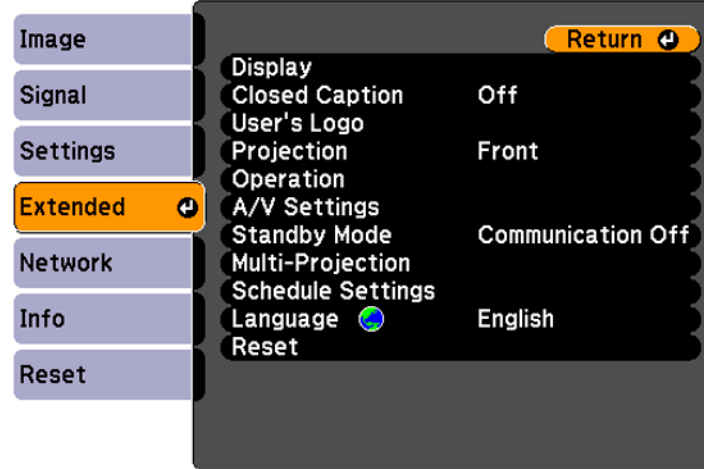 Image
Signal
Settings
Extended
Network
Info
Reset
Return
Display
Closed Caption Off
User's Logo
Projection Front
Operation
A/V Settings
Standby Mode Communication Off
Multi-Projection
Schedule Settings
Language English
Reset